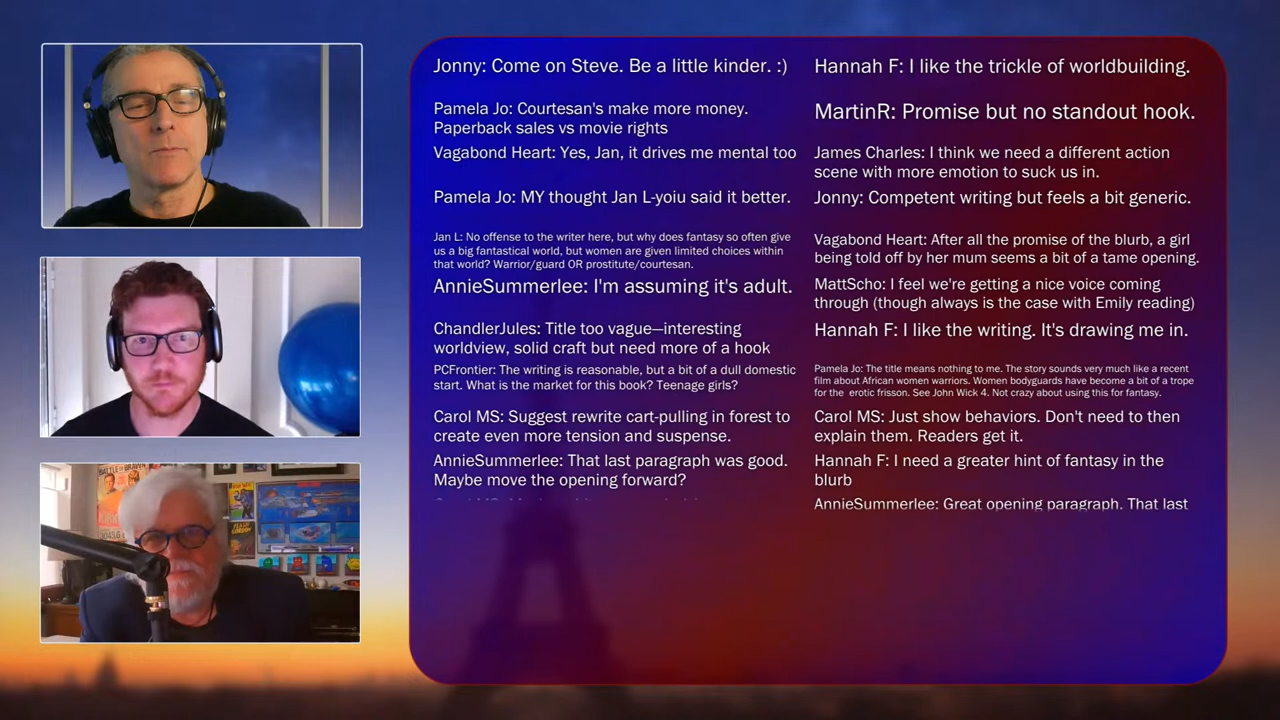 Jonny: Come on Steve. Be a little kinder. :)
Pamela Jo: Courtesan's make more money.
Paperback sales vs movie rights
Vagabond Heart: Yes, Jan, it drives me mental too
Pamela Jo: MY thought Jan L-yoiu said it better.
Jan L: No offense to the writer here, but why does fantasy so often give
us a big fantastical world, but women are given limited choices within
that world? Warrior/guard OR prostitute/courtesan.
AnnieSummerlee: I'm assuming it's adult.
ChandlerJules: Title too vague—interesting
worldview, solid craft but need more of a hook
PCFrontier: The writing is reasonable, but a bit of a dull domestic
start. What is the market for this book? Teenage girls?
Carol MS: Suggest rewrite cart-pulling in forest to
create even more tension and suspense.
AnnieSummerlee: That last paragraph was good.
Maybe move the opening forward?
Hannah F: I like the trickle of worldbuilding.
MartinR: Promise but no standout hook.
James Charles: I think we need a different action
scene with more emotion to suck us in.
Jonny: Competent writing but feels a bit generic.
Vagabond Heart: After all the promise of the blurb, a girl
being told off by her mum seems a bit of a tame opening.
MattScho: I feel we're getting a nice voice coming
through (though always is the case with Emily reading)
Hannah F: I like the writing. It's drawing me in.
Pamela Jo: The title means nothing to me. The story sounds very much like a recent
film about African women warriors. Women bodyguards have become a bit of a trope
for the erotic frisson. See John Wick 4. Not crazy about using this for fantasy.
Carol MS: Just show behaviors. Don't need to then
explain them. Readers get it.
Hannah F: I need a greater hint of fantasy in the
blurb
AnnieSummerlee: Great opening paragraph. That last